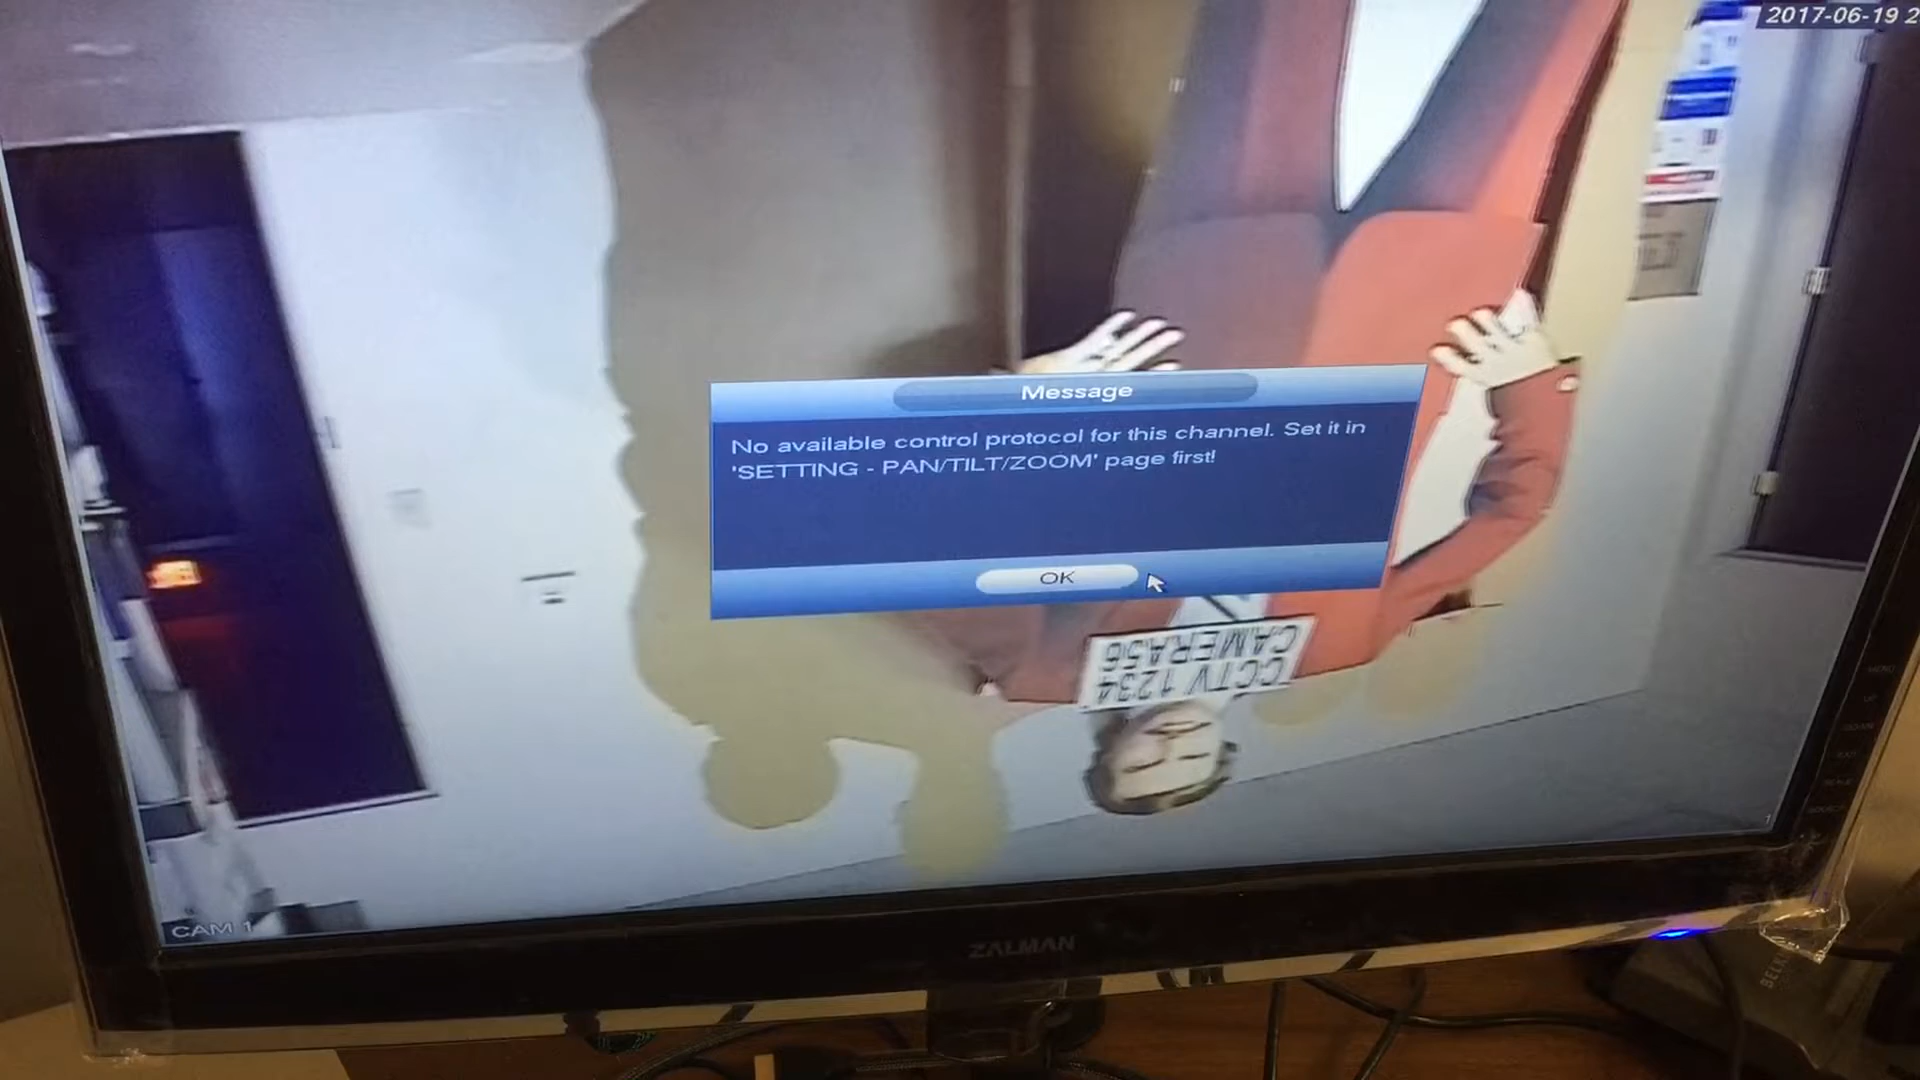 2017-06-19 2
Message
No available control protocol for this channel. Set it in
'SETTING - PAN/TILT/ZOOM' page first!
OK
CCTV 1234
CAMERA56
CAM 1
ZALMAN